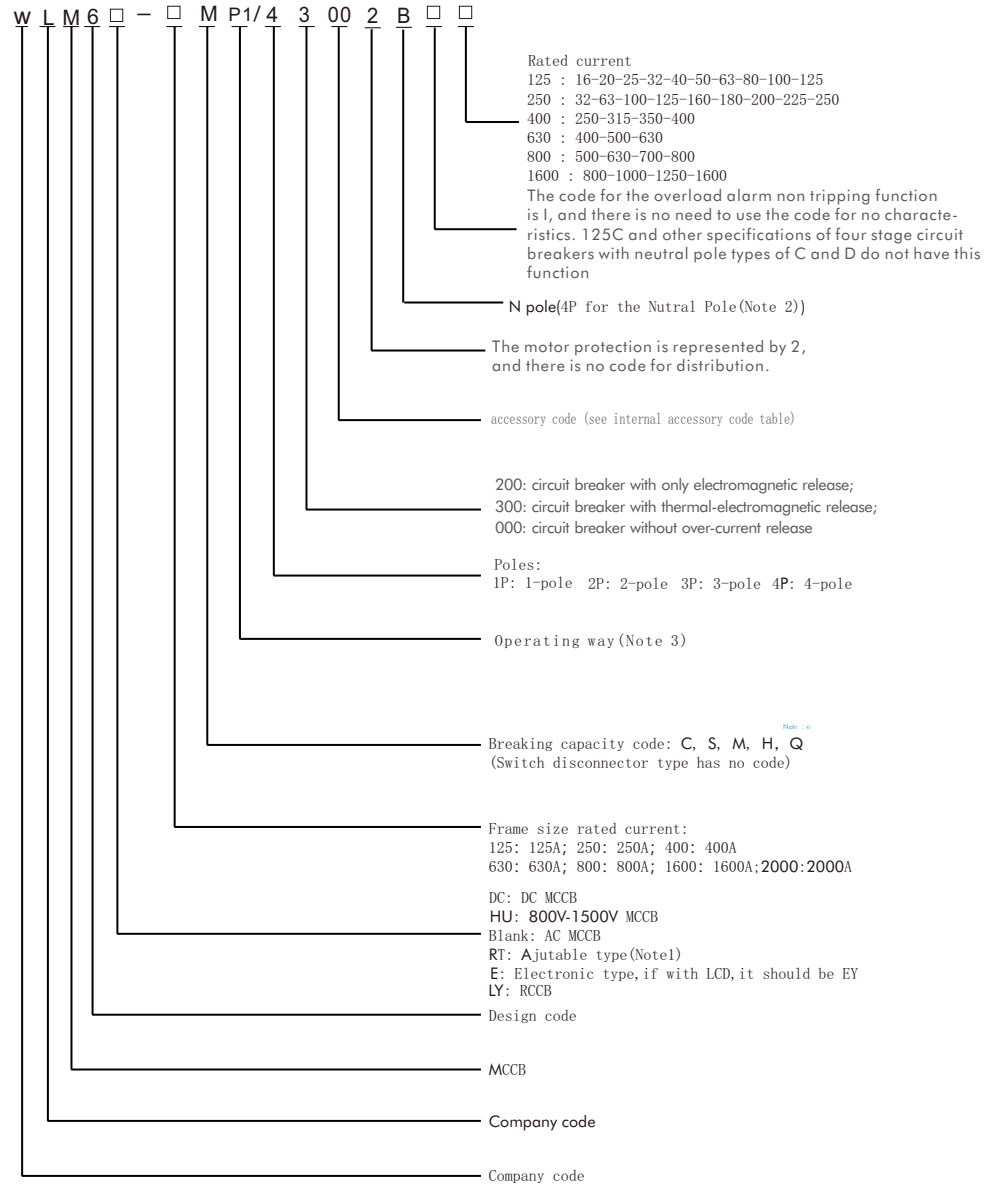 w L M 6 □ - □ M P1/ 4 3 00 2 B □ □
Rated current
125 : 16-20-25-32-40-50-63-80-100-125
250 : 32-63-100-125-160-180-200-225-250
400 : 250-315-350-400
630 : 400-500-630
800 : 500-630-700-800
1600 : 800-1000-1250-1600
The code for the overload alarm non tripping function
is I, and there is no need to use the code for no characte-
ristics. 125C and other specifications of four stage circuit
breakers with neutral pole types of C and D do not have this
function
N pole(4P for the Nutral Pole(Note 2))
The motor protection is represented by 2,
and there is no code for distribution.
accessory code (see internal accessory code table)
200: circuit breaker with only electromagnetic release;
300: circuit breaker with thermal-electromagnetic release;
000: circuit breaker without over-current release
Poles:
1P: 1-pole 2P: 2-pole 3P: 3-pole 4P: 4-pole
Operating way(Note 3)
Breaking capacity code: C, S, M, H, Q
(Switch disconnector type has no code)
Frame size rated current:
125: 125A; 250: 250A; 400: 400A
630: 630A; 800: 800A; 1600: 1600A;2000:2000A
DC: DC MCCB
HU: 800V-1500V MCCB
Blank: AC MCCB
RT: Ajutable type(Note1)
E: Electronic type,if with LCD,it should be EY
LY: RCCB
Design code
MCCB
Company code
Company code